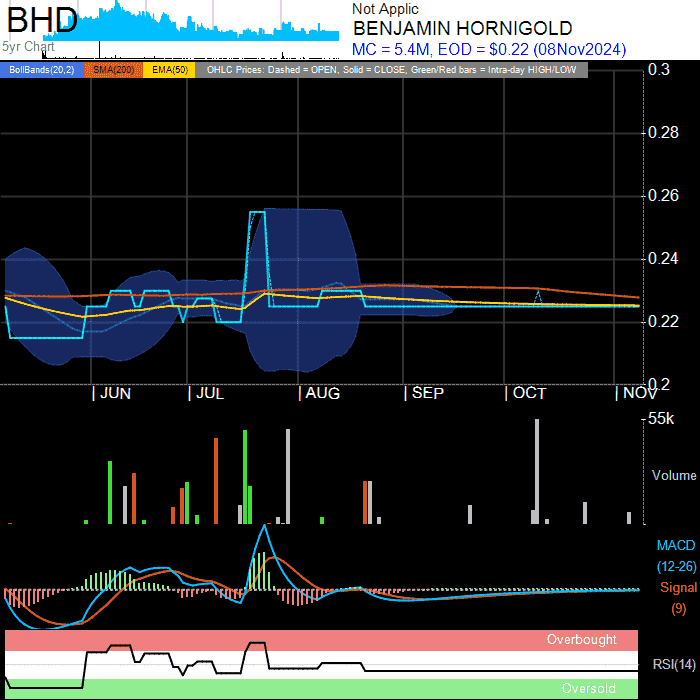 BHD
Not Applic
BENJAMIN HORNIGOLD
5yr Chart
MC = 5.4M, EOD = $0.22 (08Nov2024)
BollBands(20,2) SMA(200) EMA(50) OHLC Prices: Dashed = OPEN, Solid = CLOSE, Green/Red bars = Intra-day HIGH/LOW
0.3
0.28
0.26
0.24
0.22
0.2
| JUN | JUL | AUG | SEP | OCT | NOV
55k
Volume
MACD
(12-26)
Signal
(9)
Overbought
RSI(14)
Oversold